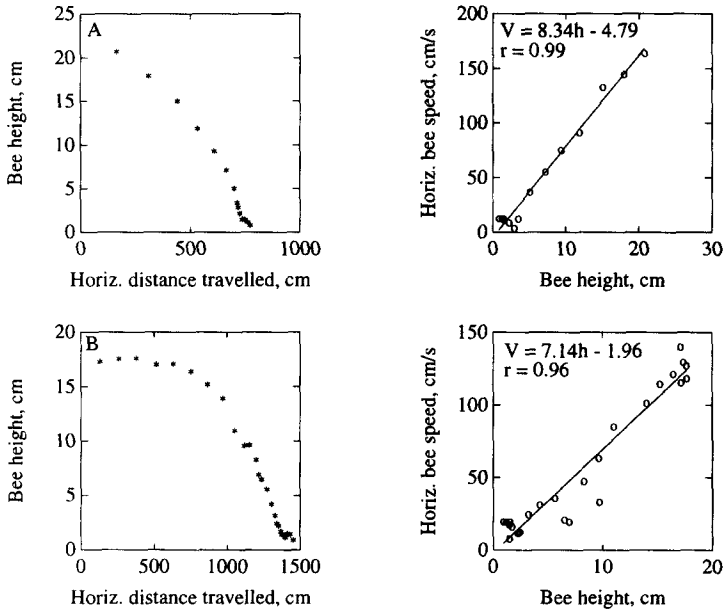 A
25
20
15
10
5
0
Bee height, cm
0 500 1000
Horiz. distance travelled, cm
V = 8.34h - 4.79
r = 0.99
200
150
100
50
0
Horiz. bee speed, cm/s
0 10 20 30
Bee height, cm
B
20
15
10
5
0
Bee height, cm
0 500 1000 1500
Horiz. distance travelled, cm
V = 7.14h - 1.96
r = 0.96
150
100
50
0
Horiz. bee speed, cm/s
0 10 20
Bee height, cm